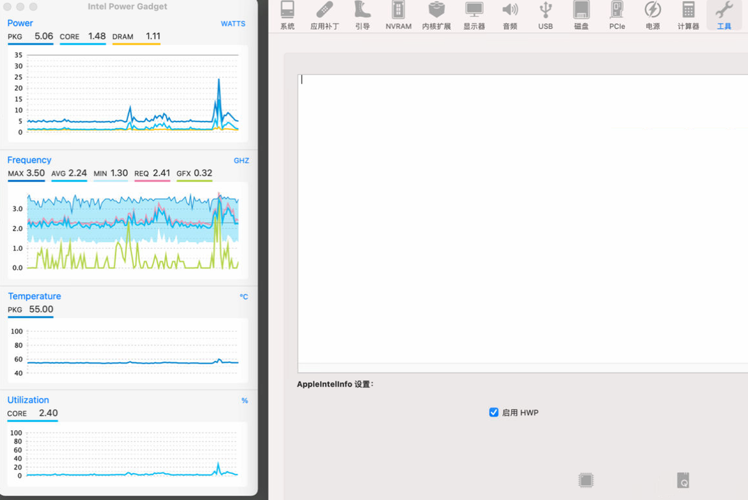 Intel Power Gadget
Power WATTS
PKG 5.06 CORE 1.48 DRAM 1.11
35
30
25
20
15
10
5
0
Frequency GHZ
MAX 3.50 AVG 2.24 MIN 1.30 REQ 2.41 GFX 0.32
3.0
2.0
1.0
0.0
Temperature °C
PKG 55.00
100
80
60
40
Utilization %
CORE 2.40
100
80
60
40
20
0
系统 应用补丁 引导 NVRAM 内核扩展 显示器 音频 USB 磁盘 PCIe 电源 计算器 工具
AppleIntelInfo 设置:
启用 HWP